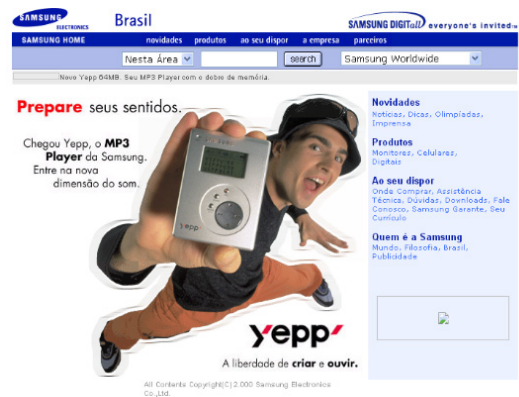 SAMSUNG
ELECTRONICS
Brasil
SAMSUNG DIGITall everyone's invited™
SAMSUNG HOME novidades produtos ao seu dispor a empresa parceiros
Nesta Área search Samsung Worldwide
Novo Yepp 64MB. Seu MP3 Player com o dobro de memória.
Prepare seus sentidos.
Chegou Yepp, o MP3
Player da Samsung.
Entre na nova
dimensão do som.
yepp
yepp'
A liberdade de criar e ouvir.
Novidades
Notícias, Dicas, Olimpíadas,
Imprensa
Produtos
Monitores, Celulares,
Digitais
Ao seu dispor
Onde Comprar, Assistência
Técnica, Dúvidas, Downloads, Fale
Conosco, Samsung Garante, Seu
Currículo
Quem é a Samsung
Mundo, Filosofia, Brasil,
Publicidade
All Contents Copyright(C) 2.000 Samsung Electronics
Co.,Ltd.